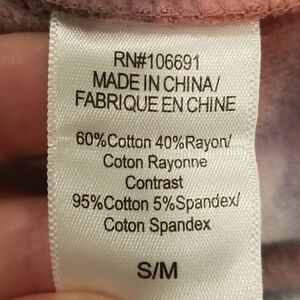 RN#106691
MADE IN CHINA/
FABRIQUE EN CHINE
60%Cotton 40%Rayon/
Coton Rayonne
Contrast
95%Cotton 5%Spandex/
Coton Spandex
S/M